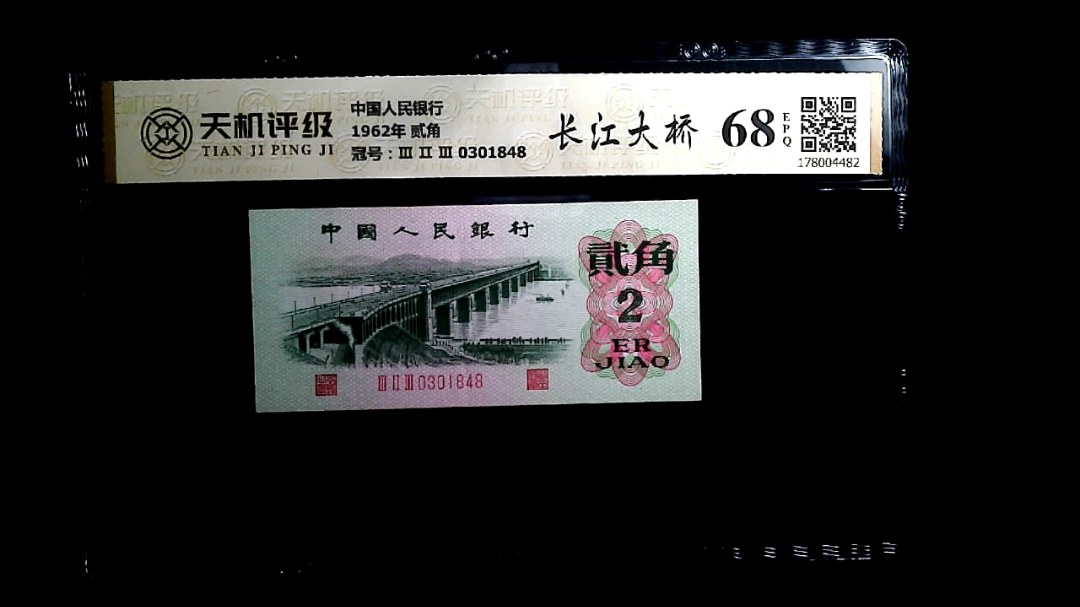 天机评级
TIAN JI PING JI
中国人民银行
1962年 贰角
冠号：Ⅲ Ⅱ Ⅲ 0301848
长江大桥
68
EPQ
178004482
中國人民銀行
貳角
2
ER
JIAO
Ⅲ Ⅱ Ⅲ 0301848